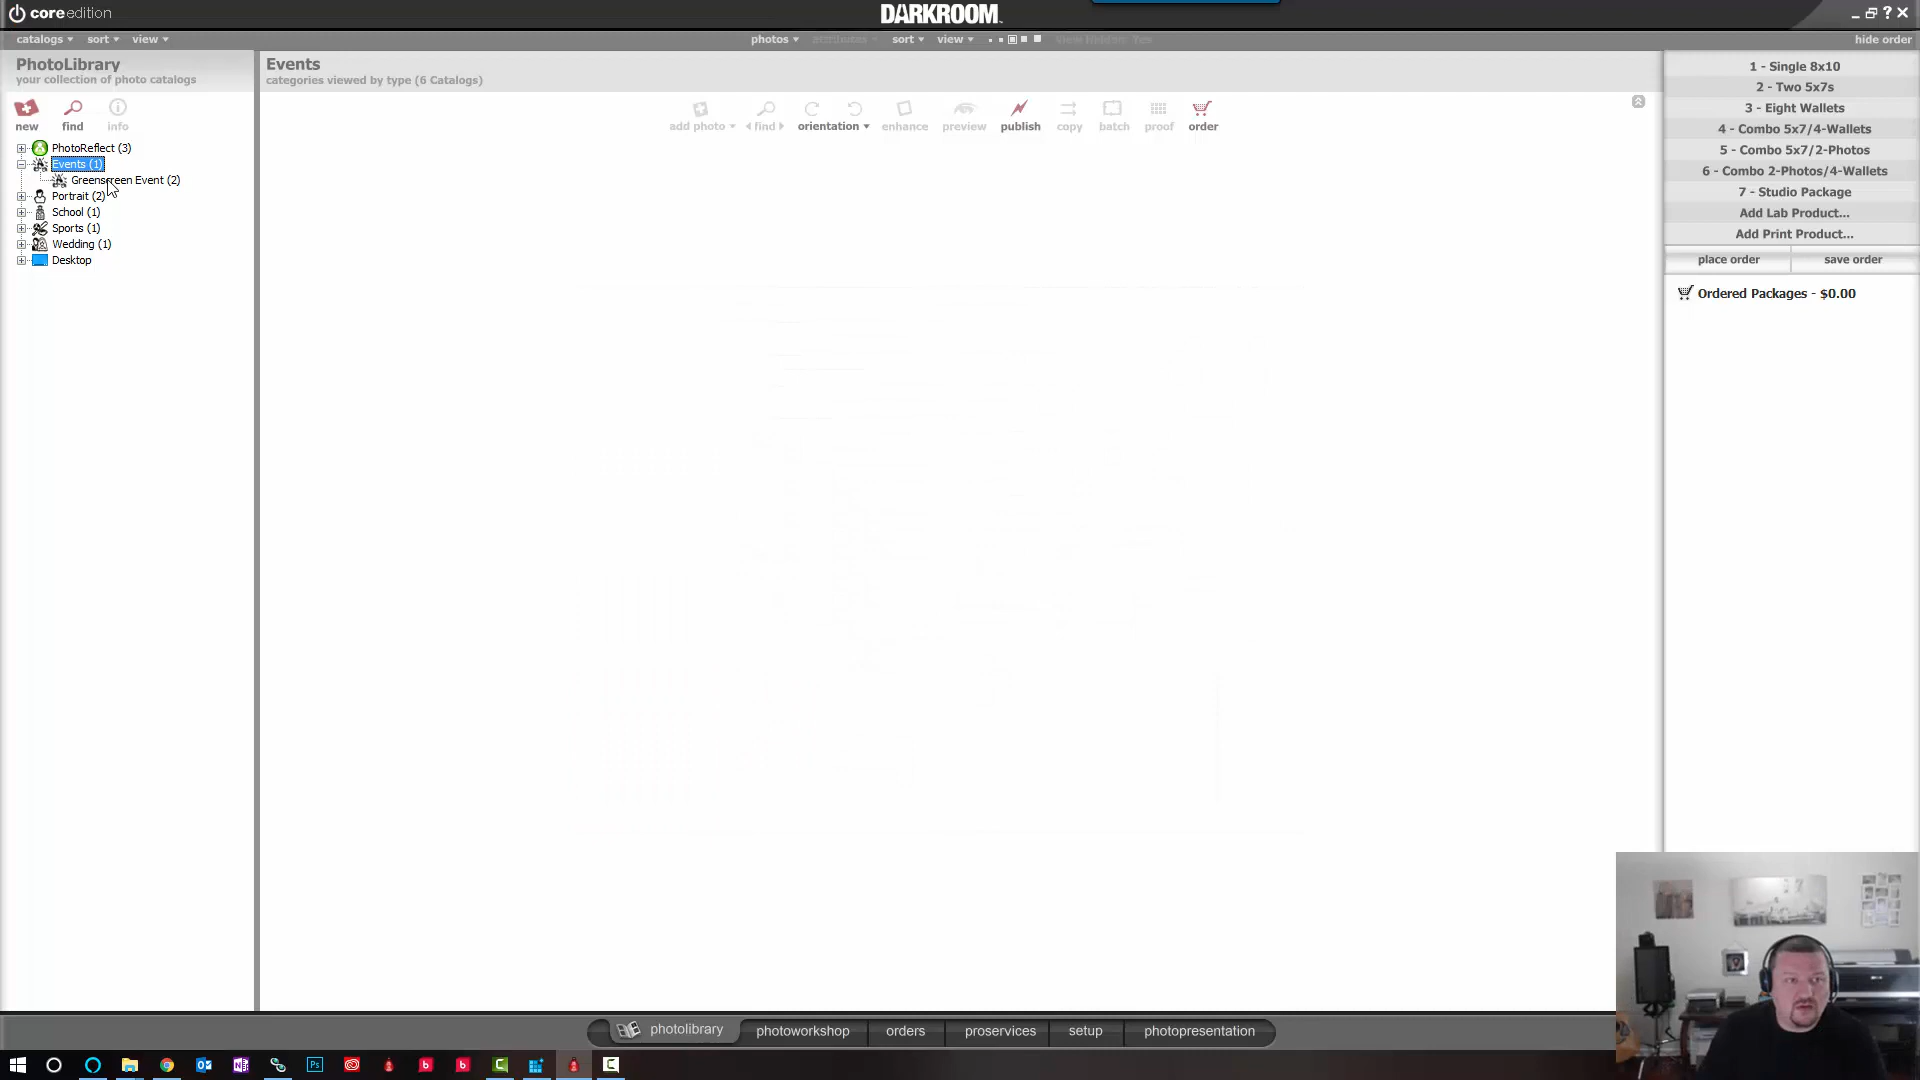 coreedition
DARKROOM
catalogs sort view
photos attributes sort view View Hidden: Yes
hide order
PhotoLibrary
your collection of photo catalogs
Events
categories viewed by type (6 Catalogs)
new find info
add photo find orientation enhance preview publish copy batch proof order
PhotoReflect (3)
Events (1)
Greenscreen Event (2)
Portrait (2)
School (1)
Sports (1)
Wedding (1)
Desktop
1 - Single 8x10
2 - Two 5x7s
3 - Eight Wallets
4 - Combo 5x7/4-Wallets
5 - Combo 5x7/2-Photos
6 - Combo 2-Photos/4-Wallets
7 - Studio Package
Add Lab Product...
Add Print Product...
place order save order
Ordered Packages - $0.00
photolibrary photoworkshop orders proservices setup photopresentation